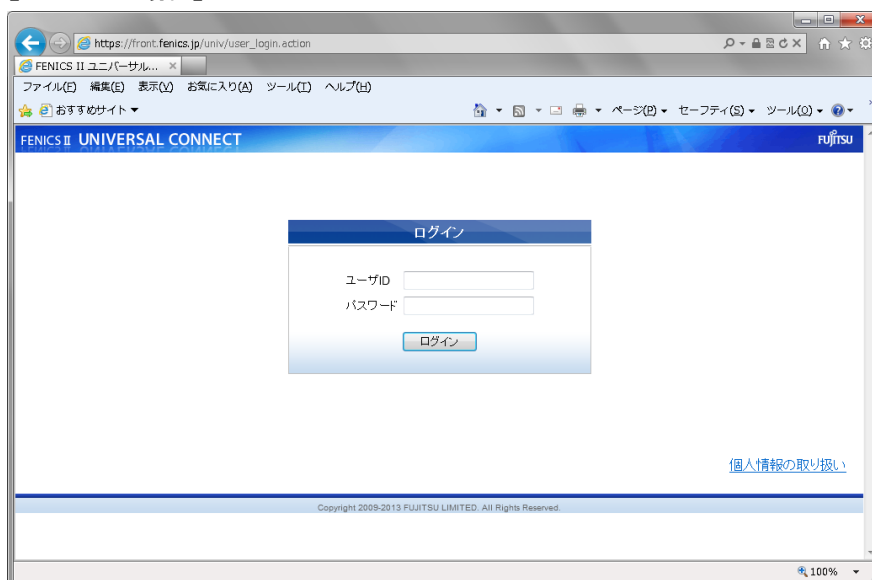 https://front.fenics.jp/univ/user_login.action
FENICS II ユニバーサル...
ファイル(F) 編集(E) 表示(V) お気に入り(A) ツール(T) ヘルプ(H)
おすすめサイト
ページ(P) セーフティ(S) ツール(O)
FENICS II UNIVERSAL CONNECT
FUJITSU
ログイン
ユーザID
パスワード
ログイン
個人情報の取り扱い
Copyright 2009-2013 FUJITSU LIMITED. All Rights Reserved.
100%